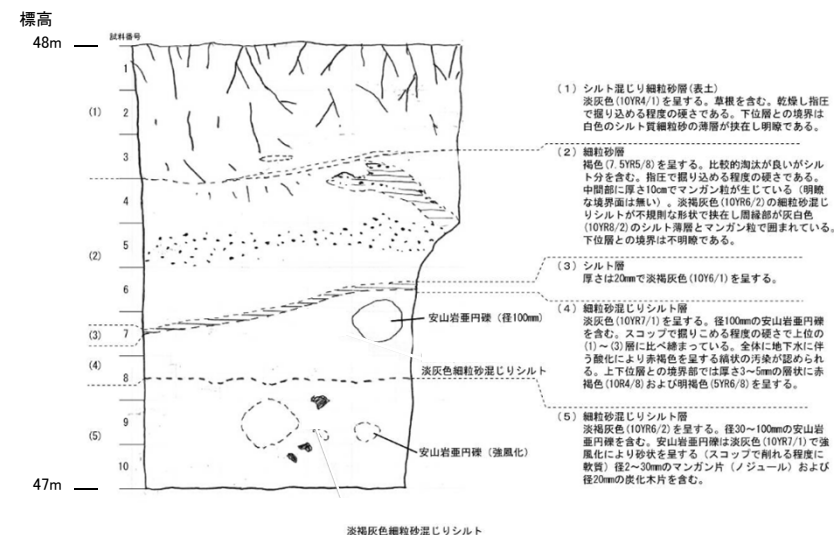 標高
48m
試料番号
1
(1)
2
3
4
5
(2)
6
(3)
7
(4)
8
9
(5)
10
47m
安山岩亜円礫（径100mm）
淡灰色細粒砂混じりシルト
安山岩亜円礫（強風化）
淡褐灰色細粒砂混じりシルト
(1) シルト混じり細粒砂層(表土)
淡灰色(10YR4/1)を呈する。草根を含む。乾燥し指圧
で掘り込める程度の硬さである。下位層との境界は
白色のシルト質細粒砂の薄層が挟在し明瞭である。
(2) 細粒砂層
褐色(7.5YR5/8)を呈する。比較的淘汰が良いがシル
ト分を含む。指圧で掘り込める程度の硬さである。
中間部に厚さ10cmでマンガン粒が生じている（明瞭
な境界面は無い）。淡褐灰色(10YR6/2)の細粒砂混じ
りシルトが不規則な形状で挟在し周縁部が灰白色
(10YR8/2)のシルト薄層とマンガン粒で囲まれている。
下位層との境界は不明瞭である。
(3) シルト層
厚さは20mmで淡褐灰色(10Y6/1)を呈する。
(4) 細粒砂混じりシルト層
淡灰色(10YR7/1)を呈する。径100mmの安山岩亜円礫
を含む。スコップで掘りこめる程度の硬さで上位の
(1)～(3)層に比べ締まっている。全体に地下水に伴
う酸化により赤褐色を呈する縞状の汚染が認められ
る。上下位層との境界部では厚さ3～5mmの層状に赤
褐色(10R4/8)および明褐色(5YR6/8)を呈する。
(5) 細粒砂混じりシルト層
淡褐灰色(10YR6/2)を呈する。径30～100mmの安山岩
亜円礫を含む。安山岩亜円礫は淡灰色(10YR7/1)で強
風化により砂状を呈する（スコップで削れる程度に
軟質）径2～30mmのマンガン片（ノジュール）および
径20mmの炭化木片を含む。